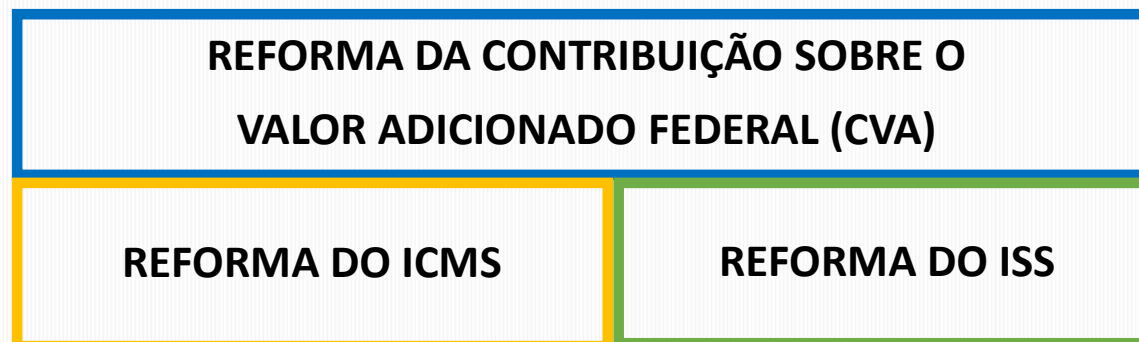 REFORMA DA CONTRIBUIÇÃO SOBRE O
VALOR ADICIONADO FEDERAL (CVA)
REFORMA DO ICMS
REFORMA DO ISS